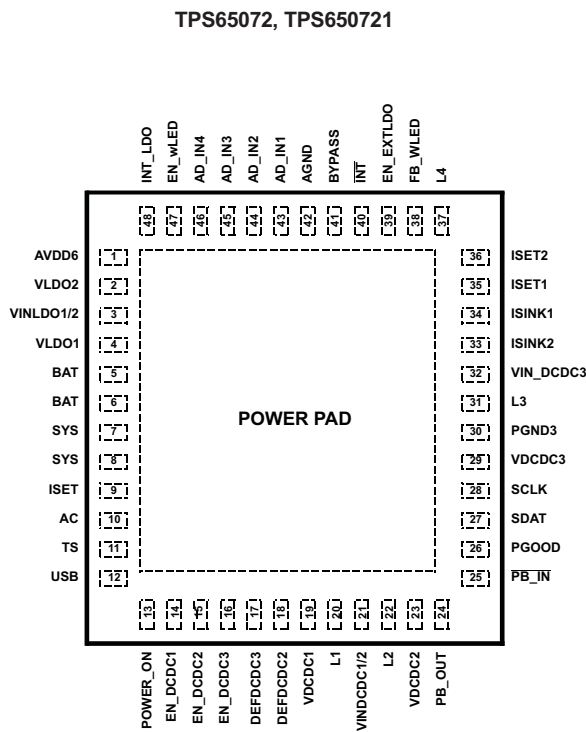 TPS65072, TPS650721
INT_LDO
EN_wLED
AD_IN4
AD_IN3
AD_IN2
AD_IN1
AGND
BYPASS
INT
EN_EXTLDO
FB_WLED
L4
48
47
46
45
44
43
42
41
40
39
38
37
AVDD6 1
VLDO2 2
VINLDO1/2 3
VLDO1 4
BAT 5
BAT 6
SYS 7
SYS 8
ISET 9
AC 10
TS 11
USB 12
POWER PAD
36 ISET2
35 ISET1
34 ISINK1
33 ISINK2
32 VIN_DCDC3
31 L3
30 PGND3
29 VDCDC3
28 SCLK
27 SDAT
26 PGOOD
25 PB_IN
13
14
15
16
17
18
19
20
21
22
23
24
POWER_ON
EN_DCDC1
EN_DCDC2
EN_DCDC3
DEFDCDC3
DEFDCDC2
VDCDC1
L1
VINDCDC1/2
L2
VDCDC2
PB_OUT